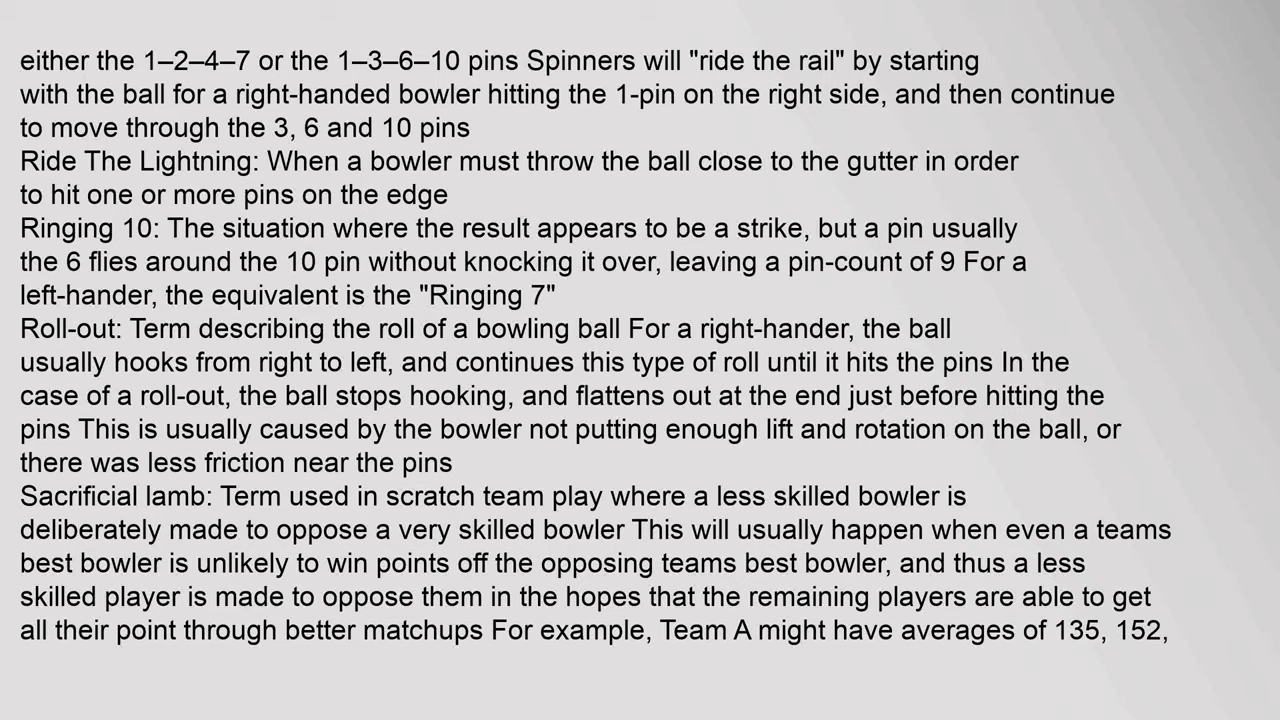 either the 1–2–4–7 or the 1–3–6–10 pins Spinners will "ride the rail" by starting
with the ball for a right-handed bowler hitting the 1-pin on the right side, and then continue
to move through the 3, 6 and 10 pins
Ride The Lightning: When a bowler must throw the ball close to the gutter in order
to hit one or more pins on the edge
Ringing 10: The situation where the result appears to be a strike, but a pin usually
the 6 flies around the 10 pin without knocking it over, leaving a pin-count of 9 For a
left-hander, the equivalent is the "Ringing 7"
Roll-out: Term describing the roll of a bowling ball For a right-hander, the ball
usually hooks from right to left, and continues this type of roll until it hits the pins In the
case of a roll-out, the ball stops hooking, and flattens out at the end just before hitting the
pins This is usually caused by the bowler not putting enough lift and rotation on the ball, or
there was less friction near the pins
Sacrificial lamb: Term used in scratch team play where a less skilled bowler is
deliberately made to oppose a very skilled bowler This will usually happen when even a teams
best bowler is unlikely to win points off the opposing teams best bowler, and thus a less
skilled player is made to oppose them in the hopes that the remaining players are able to get
all their point through better matchups For example, Team A might have averages of 135, 152,